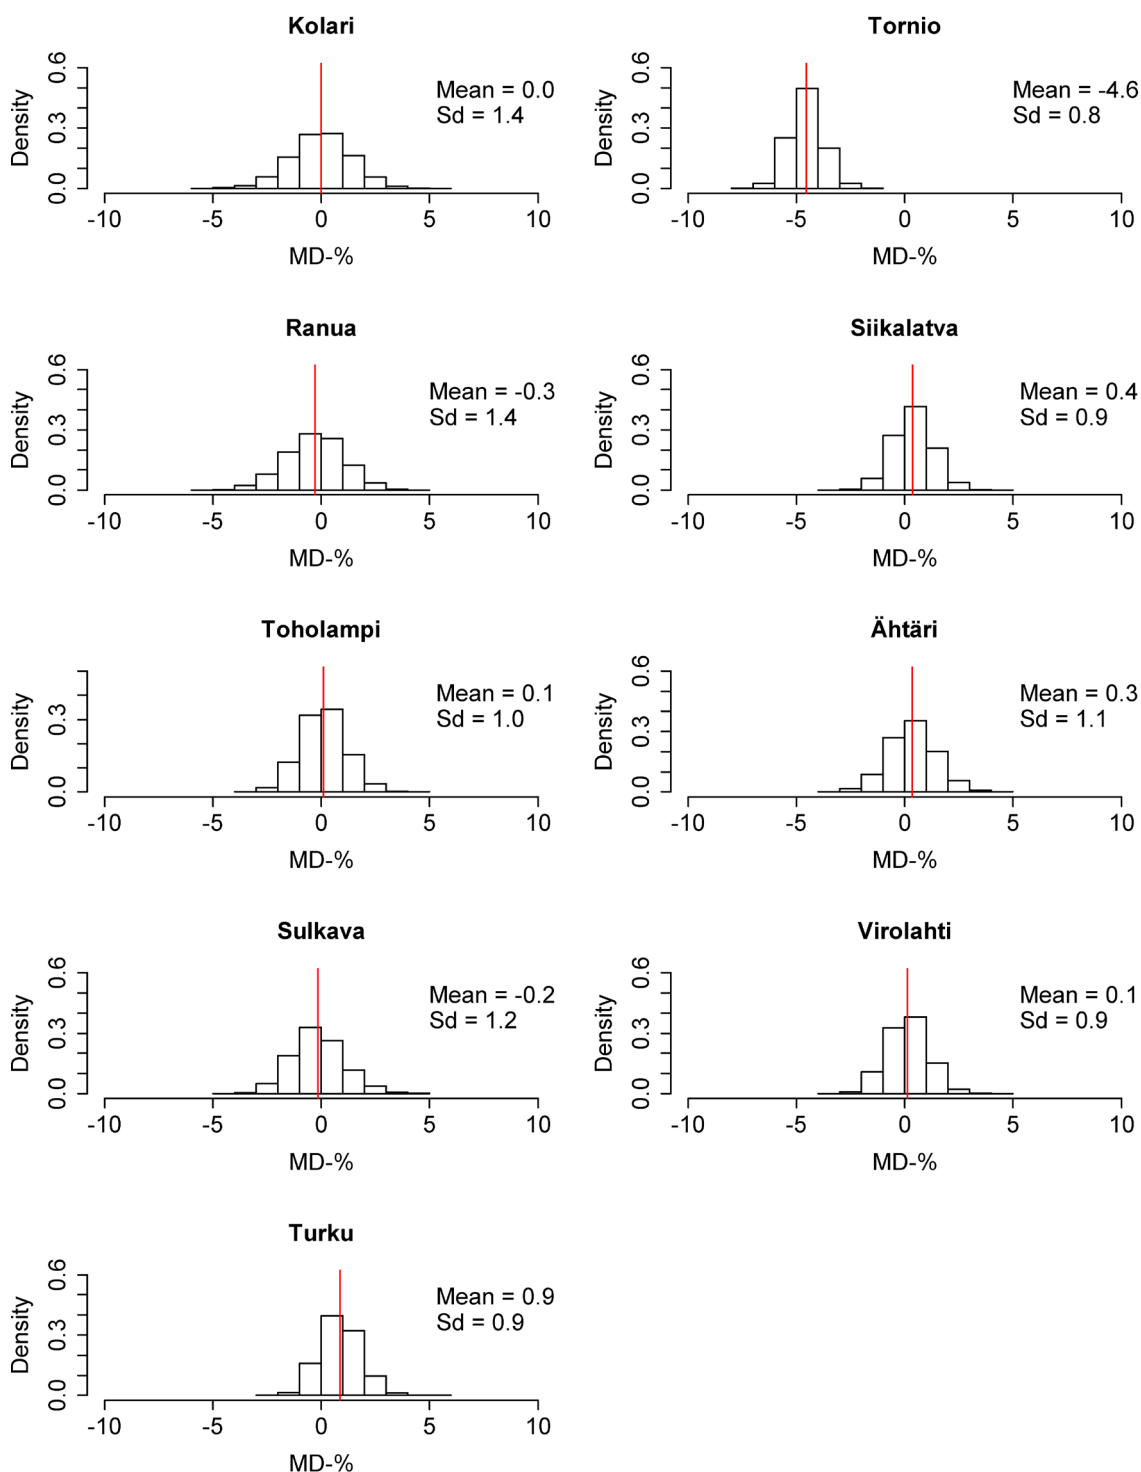 Kolari
Density
0.0 0.3 0.6
Mean = 0.0
Sd = 1.4
-10 -5 0 5 10
MD-%
Tornio
Density
0.0 0.3 0.6
Mean = -4.6
Sd = 0.8
-10 -5 0 5 10
MD-%
Ranua
Density
0.0 0.3 0.6
Mean = -0.3
Sd = 1.4
-10 -5 0 5 10
MD-%
Siikalatva
Density
0.0 0.3 0.6
Mean = 0.4
Sd = 0.9
-10 -5 0 5 10
MD-%
Toholampi
Density
0.0 0.3
Mean = 0.1
Sd = 1.0
-10 -5 0 5 10
MD-%
Ähtäri
Density
0.0 0.3 0.6
Mean = 0.3
Sd = 1.1
-10 -5 0 5 10
MD-%
Sulkava
Density
0.0 0.3 0.6
Mean = -0.2
Sd = 1.2
-10 -5 0 5 10
MD-%
Virolahti
Density
0.0 0.3 0.6
Mean = 0.1
Sd = 0.9
-10 -5 0 5 10
MD-%
Turku
Density
0.0 0.3 0.6
Mean = 0.9
Sd = 0.9
-10 -5 0 5 10
MD-%